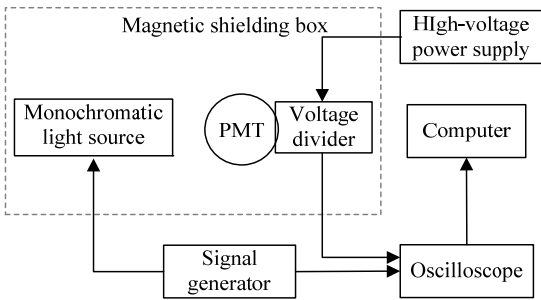 Magnetic shielding box
HIgh-voltage
power supply
Monochromatic
light source
PMT
Voltage
divider
Computer
Signal
generator
Oscilloscope